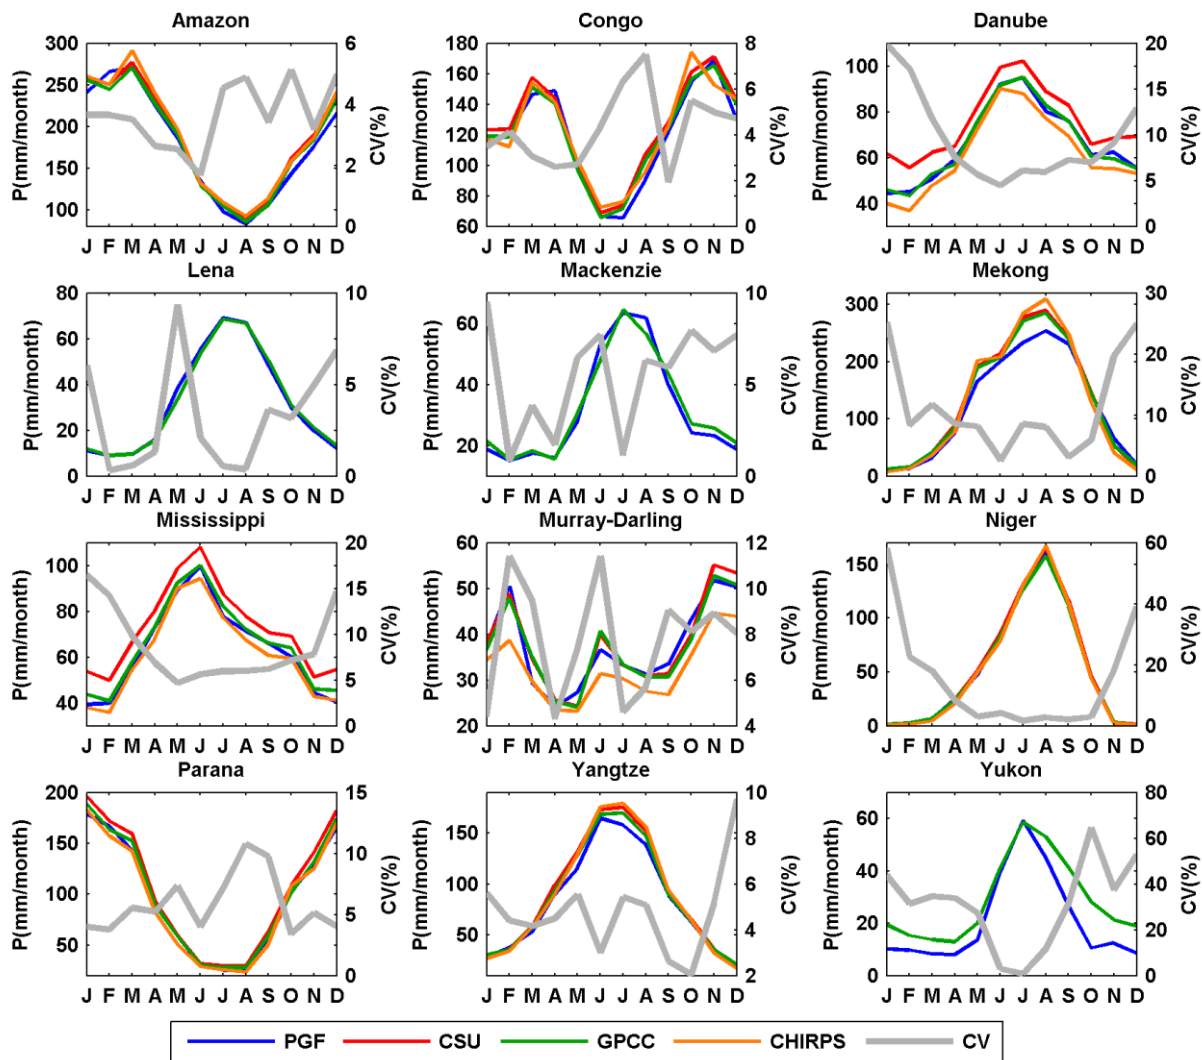 Amazon
P(mm/month)
300
250
200
150
100
6
4
2
0
CV(%)
J F M A M J J A S O N D
Congo
P(mm/month)
180
160
140
120
100
80
60
8
6
4
2
0
CV(%)
J F M A M J J A S O N D
Danube
P(mm/month)
100
80
60
40
20
15
10
5
0
CV(%)
J F M A M J J A S O N D
Lena
P(mm/month)
80
60
40
20
0
10
5
0
CV(%)
J F M A M J J A S O N D
Mackenzie
P(mm/month)
60
40
20
10
5
0
CV(%)
J F M A M J J A S O N D
Mekong
P(mm/month)
300
200
100
0
30
20
10
0
CV(%)
J F M A M J J A S O N D
Mississippi
P(mm/month)
100
80
60
40
20
15
10
5
0
CV(%)
J F M A M J J A S O N D
Murray-Darling
P(mm/month)
60
50
40
30
20
12
10
8
6
4
CV(%)
J F M A M J J A S O N D
Niger
P(mm/month)
150
100
50
0
60
40
20
0
CV(%)
J F M A M J J A S O N D
Parana
P(mm/month)
200
150
100
50
15
10
5
0
CV(%)
J F M A M J J A S O N D
Yangtze
P(mm/month)
150
100
50
10
8
6
4
2
CV(%)
J F M A M J J A S O N D
Yukon
P(mm/month)
60
40
20
0
80
60
40
20
0
CV(%)
J F M A M J J A S O N D
PGF CSU GPCC CHIRPS CV